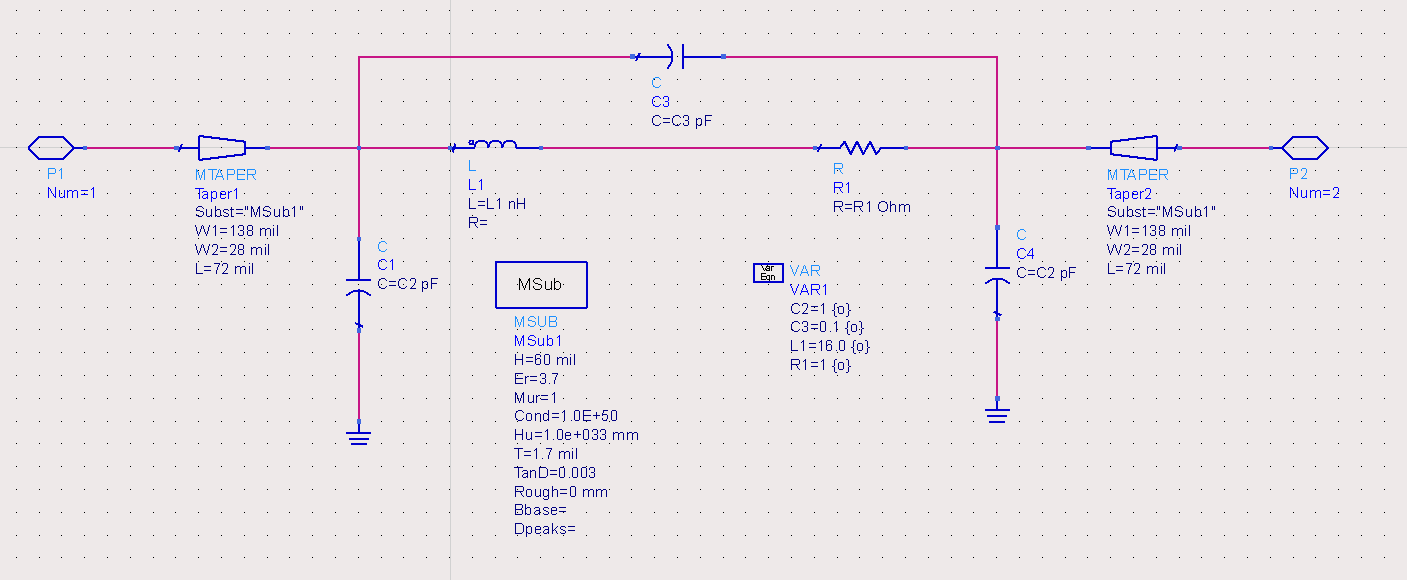 C
C3
C=C3 pF
P1
Num=1
MTAPER
Taper1
Subst="MSub1"
W1=138 mil
W2=28 mil
L=72 mil
L
L1
L=L1 nH
R=
R
R1
R=R1 Ohm
MTAPER
Taper2
Subst="MSub1"
W1=138 mil
W2=28 mil
L=72 mil
P2
Num=2
C
C1
C=C2 pF
C
C4
C=C2 pF
MSub
MSUB
MSub1
H=60 mil
Er=3.7
Mur=1
Cond=1.0E+50
Hu=1.0e+033 mm
T=1.7 mil
TanD=0.003
Rough=0 mm
Bbase=
Dpeaks=
Var
Eqn
VAR
VAR1
C2=1 {o}
C3=0.1 {o}
L1=16.0 {o}
R1=1 {o}